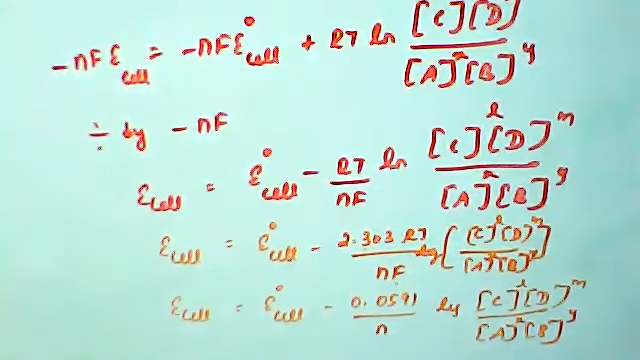 -nFE_cell = -nFE°_cell + RT ln [C][D] / [A]^x[B]^y
÷ by -nF
E_cell = E°_cell - RT/nF ln [C]^l[D]^m / [A]^x[B]^y
E_cell = E°_cell - 2.303 RT/nF log ([C]^l[D]^m / [A]^x[B]^y)
E_cell = E°_cell - 0.0591/n log [C]^l[D]^m / [A]^x[B]^y